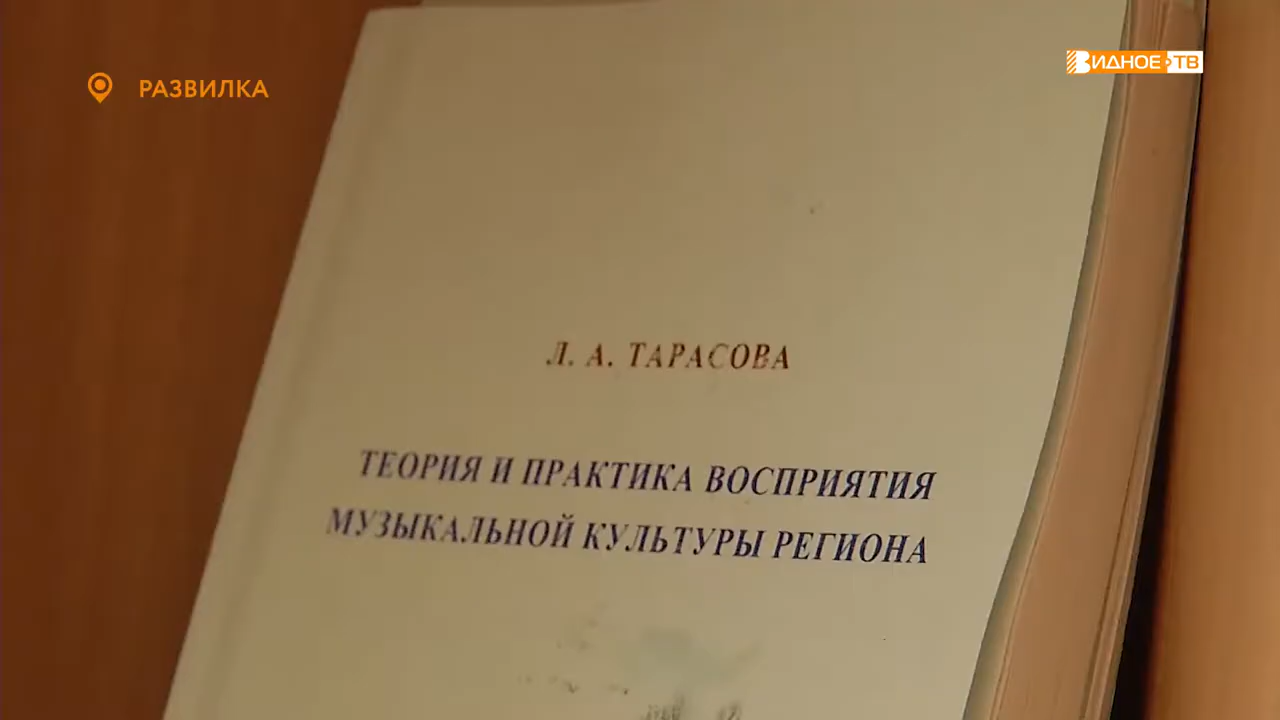 РАЗВИЛКА
ВИДНОЕ ТВ
Л. А. ТАРАСОВА
ТЕОРИЯ И ПРАКТИКА ВОСПРИЯТИЯ
МУЗЫКАЛЬНОЙ КУЛЬТУРЫ РЕГИОНА